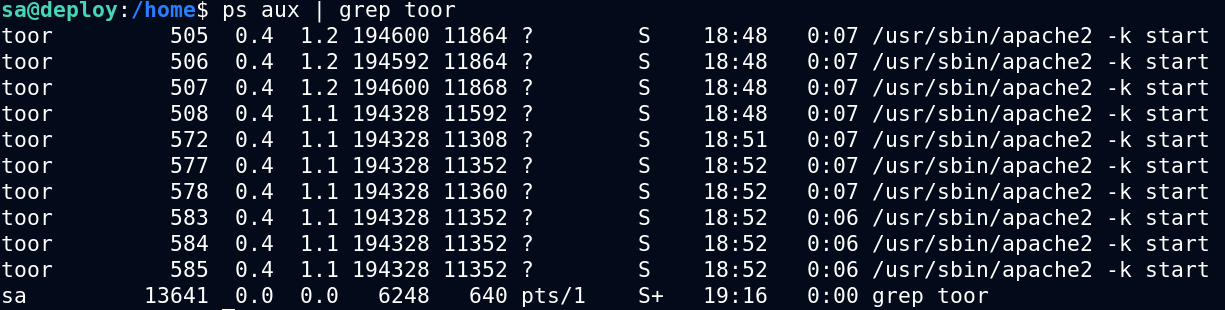 sa@deploy:/home$ ps aux | grep toor
toor 505 0.4 1.2 194600 11864 ? S 18:48 0:07 /usr/sbin/apache2 -k start
toor 506 0.4 1.2 194592 11864 ? S 18:48 0:07 /usr/sbin/apache2 -k start
toor 507 0.4 1.2 194600 11868 ? S 18:48 0:07 /usr/sbin/apache2 -k start
toor 508 0.4 1.1 194328 11592 ? S 18:48 0:07 /usr/sbin/apache2 -k start
toor 572 0.4 1.1 194328 11308 ? S 18:51 0:07 /usr/sbin/apache2 -k start
toor 577 0.4 1.1 194328 11352 ? S 18:52 0:07 /usr/sbin/apache2 -k start
toor 578 0.4 1.1 194328 11360 ? S 18:52 0:07 /usr/sbin/apache2 -k start
toor 583 0.4 1.1 194328 11352 ? S 18:52 0:06 /usr/sbin/apache2 -k start
toor 584 0.4 1.1 194328 11352 ? S 18:52 0:06 /usr/sbin/apache2 -k start
toor 585 0.4 1.1 194328 11352 ? S 18:52 0:06 /usr/sbin/apache2 -k start
sa 13641 0.0 0.0 6248 640 pts/1 S+ 19:16 0:00 grep toor